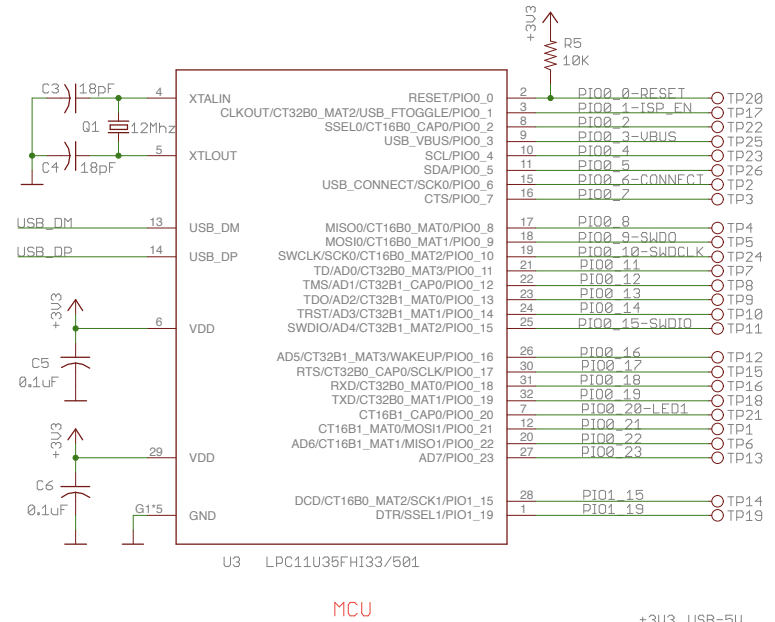 +3V3
R5
10K
C3 18pF
4 XTALIN
Q1 12Mhz
5 XTLOUT
C4 18pF
RESET/PIO0_0 2 PIO0_0-RESET TP20
CLKOUT/CT32B0_MAT2/USB_FTOGGLE/PIO0_1 3 PIO0_1-ISP_EN TP17
SSEL0/CT16B0_CAP0/PIO0_2 8 PIO0_2 TP22
USB_VBUS/PIO0_3 9 PIO0_3-VBUS TP25
SCL/PIO0_4 10 PIO0_4 TP23
SDA/PIO0_5 11 PIO0_5 TP26
USB_CONNECT/SCK0/PIO0_6 15 PIO0_6-CONNECT TP2
CTS/PIO0_7 16 PIO0_7 TP3
USB_DM 13 USB_DM
USB_DP 14 USB_DP
MISO0/CT16B0_MAT0/PIO0_8 17 PIO0_8 TP4
MOSI0/CT16B0_MAT1/PIO0_9 18 PIO0_9-SWDO TP5
SWCLK/SCK0/CT16B0_MAT2/PIO0_10 19 PIO0_10-SWDCLK TP24
TD/AD0/CT32B0_MAT3/PIO0_11 21 PIO0_11 TP7
TMS/AD1/CT32B1_CAP0/PIO0_12 22 PIO0_12 TP8
TDO/AD2/CT32B1_MAT0/PIO0_13 23 PIO0_13 TP9
TRST/AD3/CT32B1_MAT1/PIO0_14 24 PIO0_14 TP10
SWDIO/AD4/CT32B1_MAT2/PIO0_15 25 PIO0_15-SWDIO TP11
+3V3
6 VDD
C5
0.1uF
AD5/CT32B1_MAT3/WAKEUP/PIO0_16 26 PIO0_16 TP12
RTS/CT32B0_CAP0/SCLK/PIO0_17 30 PIO0_17 TP15
RXD/CT32B0_MAT0/PIO0_18 31 PIO0_18 TP16
TXD/CT32B0_MAT1/PIO0_19 32 PIO0_19 TP18
CT16B1_CAP0/PIO0_20 7 PIO0_20-LED1 TP21
CT16B1_MAT0/MOSI1/PIO0_21 12 PIO0_21 TP1
AD6/CT16B1_MAT1/MISO1/PIO0_22 20 PIO0_22 TP6
AD7/PIO0_23 27 PIO0_23 TP13
+3V3
29 VDD
C6
0.1uF
G1*5 GND
DCD/CT16B0_MAT2/SCK1/PIO1_15 28 PIO1_15 TP14
DTR/SSEL1/PIO1_19 1 PIO1_19 TP19
U3 LPC11U35FHI33/501
MCU
+3V3 USB-5V